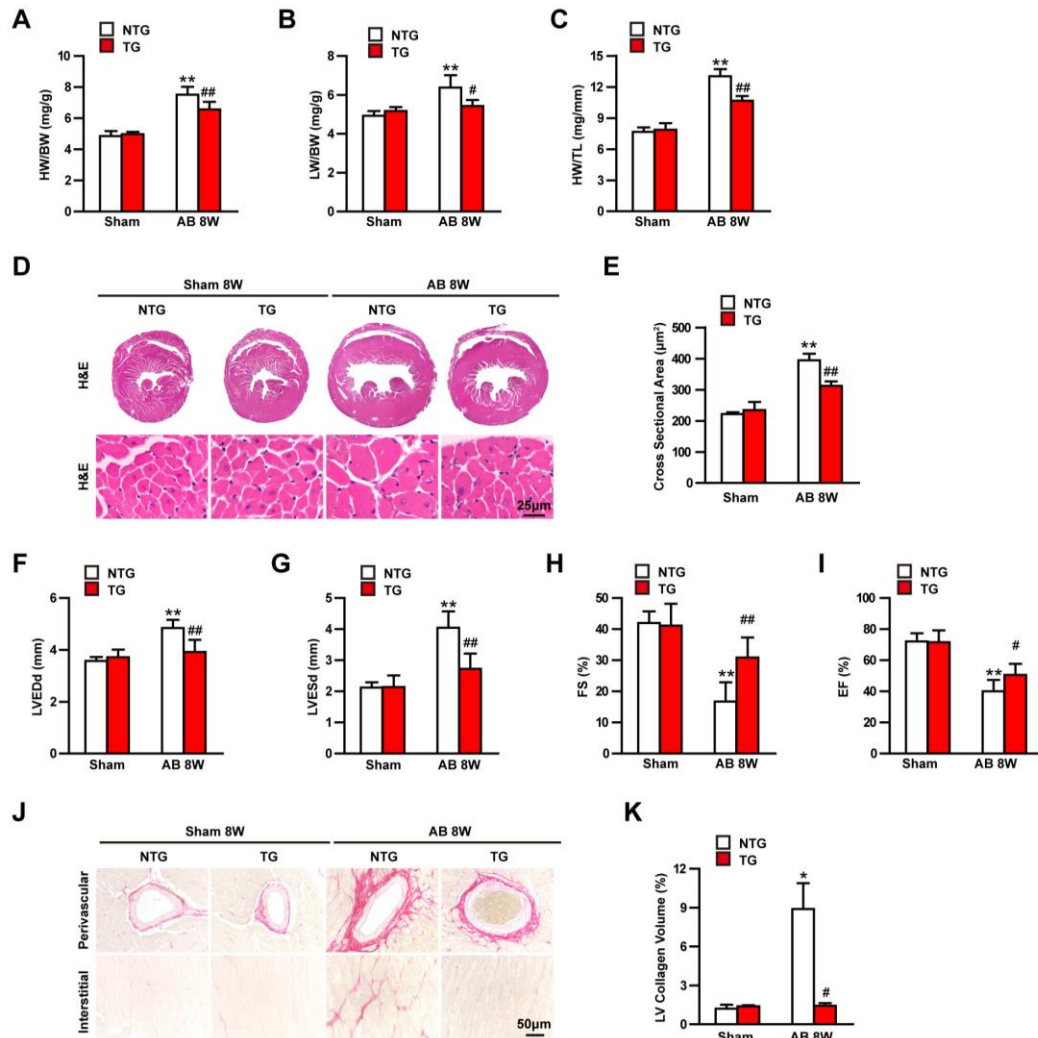 A
NTG
TG
HW/BW (mg/g)
10
8
6
4
2
0
Sham
AB 8W
**
##
B
NTG
TG
LW/BW (mg/g)
8
6
4
2
0
Sham
AB 8W
**
#
C
NTG
TG
HW/TL (mg/mm)
15
12
9
6
3
0
Sham
AB 8W
**
##
D
Sham 8W
AB 8W
NTG
TG
NTG
TG
H&E
H&E
25μm
E
NTG
TG
Cross Sectional Area (μm²)
500
400
300
200
100
0
Sham
AB 8W
**
##
F
NTG
TG
LVEDd (mm)
6
4
2
0
Sham
AB 8W
**
##
G
NTG
TG
LVESd (mm)
5
4
3
2
1
0
Sham
AB 8W
**
##
H
NTG
TG
FS (%)
50
40
30
20
10
0
Sham
AB 8W
**
##
I
NTG
TG
EF (%)
100
80
60
40
20
0
Sham
AB 8W
**
#
J
Sham 8W
AB 8W
NTG
TG
NTG
TG
Perivascular
Interstitial
50μm
K
NTG
TG
LV Collagen Volume (%)
12
9
6
3
0
Sham
AB 8W
*
#